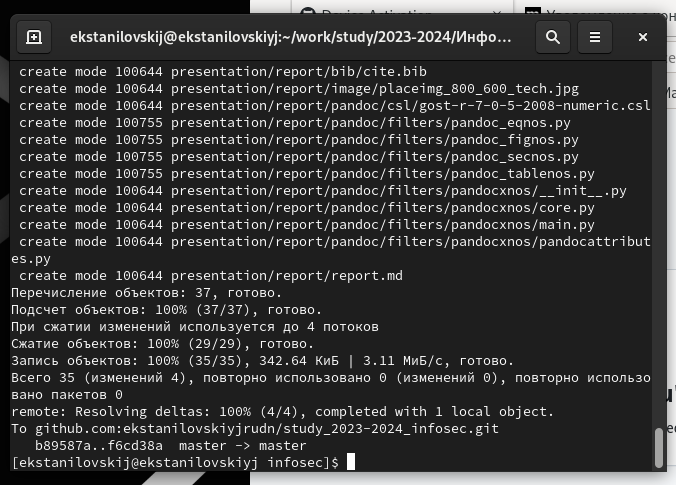 Device Activation
ekstanilovskij@ekstanilovskiyj:~/work/study/2023-2024/Инфо...
create mode 100644 presentation/report/bib/cite.bib
create mode 100644 presentation/report/image/placeimg_800_600_tech.jpg
create mode 100644 presentation/report/pandoc/csl/gost-r-7-0-5-2008-numeric.csl
create mode 100755 presentation/report/pandoc/filters/pandoc_eqnos.py
create mode 100755 presentation/report/pandoc/filters/pandoc_fignos.py
create mode 100755 presentation/report/pandoc/filters/pandoc_secnos.py
create mode 100755 presentation/report/pandoc/filters/pandoc_tablenos.py
create mode 100644 presentation/report/pandoc/filters/pandocxnos/__init__.py
create mode 100644 presentation/report/pandoc/filters/pandocxnos/core.py
create mode 100644 presentation/report/pandoc/filters/pandocxnos/main.py
create mode 100644 presentation/report/pandoc/filters/pandocxnos/pandocattribut
es.py
create mode 100644 presentation/report/report.md
Перечисление объектов: 37, готово.
Подсчет объектов: 100% (37/37), готово.
При сжатии изменений используется до 4 потоков
Сжатие объектов: 100% (29/29), готово.
Запись объектов: 100% (35/35), 342.64 КиБ | 3.11 МиБ/с, готово.
Всего 35 (изменений 4), повторно использовано 0 (изменений 0), повторно использо
вано пакетов 0
remote: Resolving deltas: 100% (4/4), completed with 1 local object.
To github.com:ekstanilovskiyjrudn/study_2023-2024_infosec.git
b89587a..f6cd38a  master -> master
[ekstanilovskij@ekstanilovskiyj infosec]$